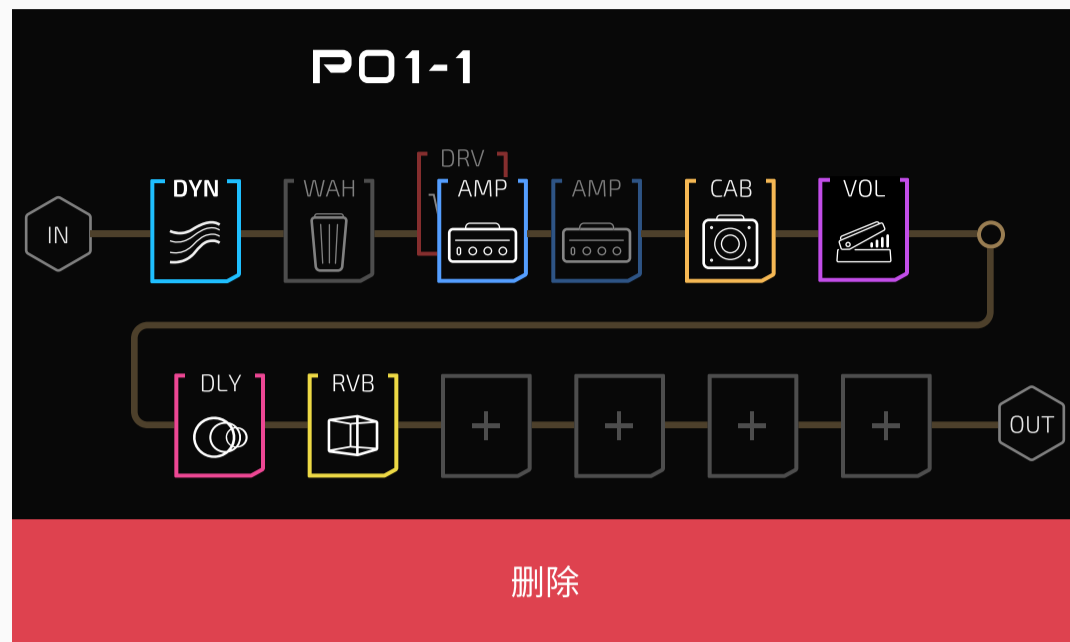 P01-1
DRV
IN DYN WAH AMP AMP CAB VOL
DLY RVB
OUT
删除